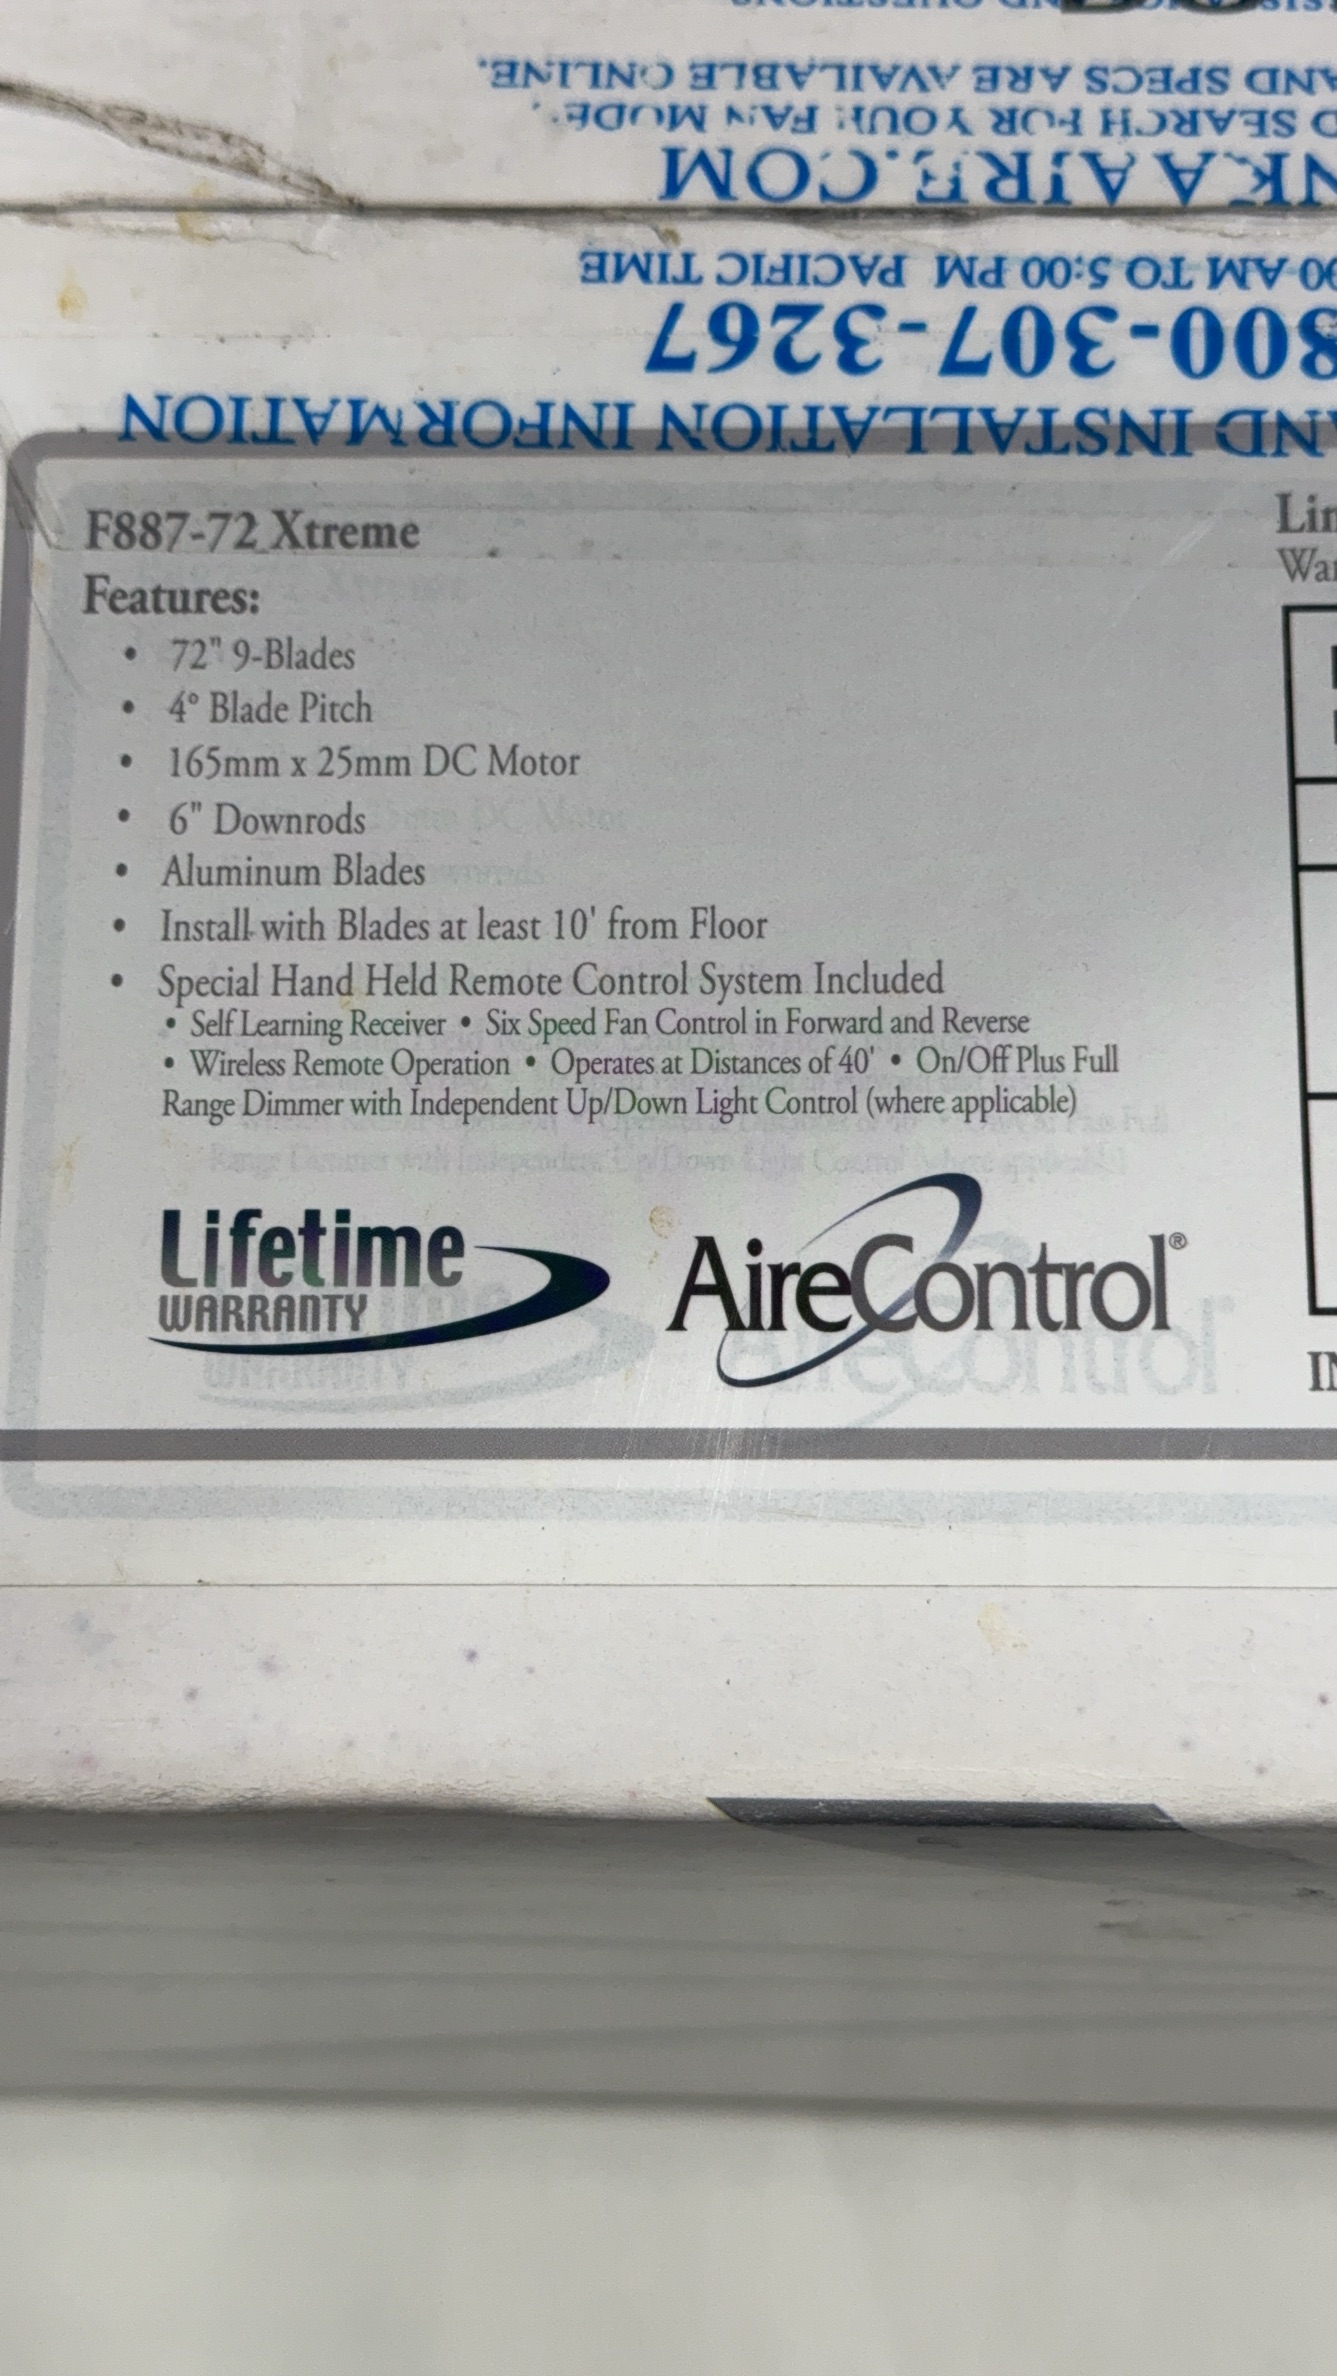 AND SPECS ARE AVAILABLE ONLINE.
SEARCH FOR YOUR FAN
AIRE.COM
00 AM TO 5:00 PM PACIFIC TIME
800-307-3267
AND INSTALLATION INFORMATION
F887-72 Xtreme
Features:
• 72" 9-Blades
• 4° Blade Pitch
• 165mm x 25mm DC Motor
• 6" Downrods
• Aluminum Blades
• Install with Blades at least 10' from Floor
• Special Hand Held Remote Control System Included
• Self Learning Receiver • Six Speed Fan Control in Forward and Reverse
• Wireless Remote Operation • Operates at Distances of 40' • On/Off Plus Full
Range Dimmer with Independent Up/Down Light Control (where applicable)
Lifetime
WARRANTY
AireControl®